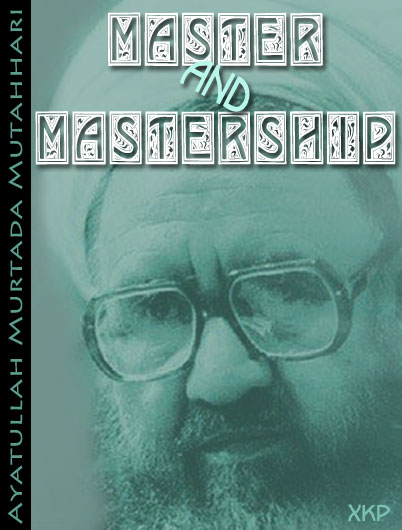 MASTER
AND
MASTERSHIP
AYATULLAH MURTADA MUTAHHARI
XKP